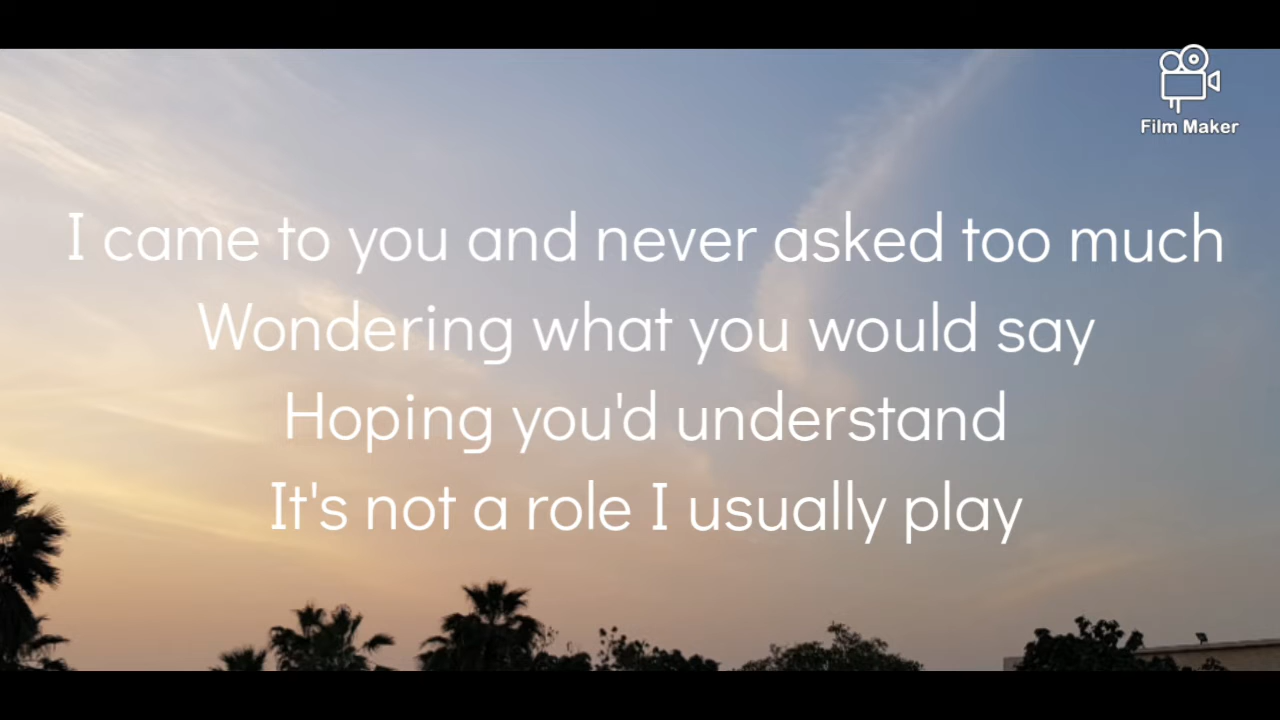 Film Maker
I came to you and never asked too much
Wondering what you would say
Hoping you'd understand
It's not a role I usually play